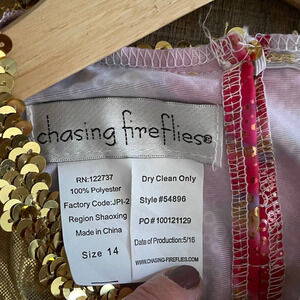 chasing fireflies®
RN:122737
100% Polyester
Factory Code:JPI-2
Region Shaoxing
Made in China
Size 14
Dry Clean Only
Style #54896
PO# 100121129
Date of Production:5/16
WWW.CHASING-FIREFLIES.COM